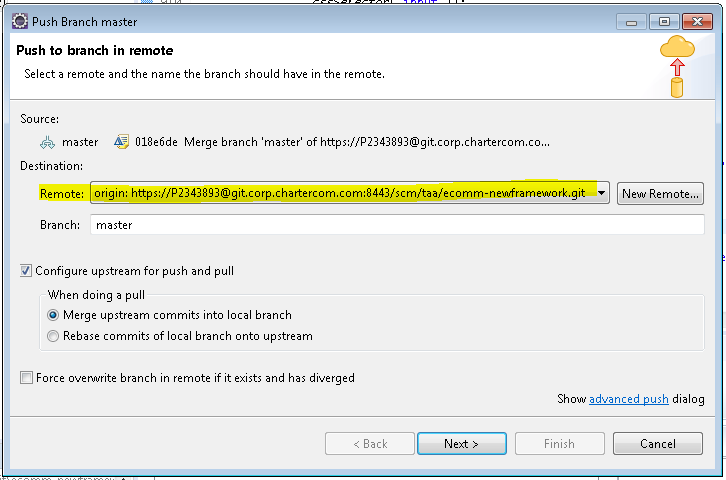 Push Branch master
Push to branch in remote
Select a remote and the name the branch should have in the remote.
Source:
master 018e6de Merge branch 'master' of https://P2343893@git.corp.chartercom.co...
Destination:
Remote: origin: https://P2343893@git.corp.chartercom.com:8443/scm/taa/ecomm-newframework.git New Remote...
Branch: master
Configure upstream for push and pull
When doing a pull
Merge upstream commits into local branch
Rebase commits of local branch onto upstream
Force overwrite branch in remote if it exists and has diverged
Show advanced push dialog
< Back Next > Finish Cancel